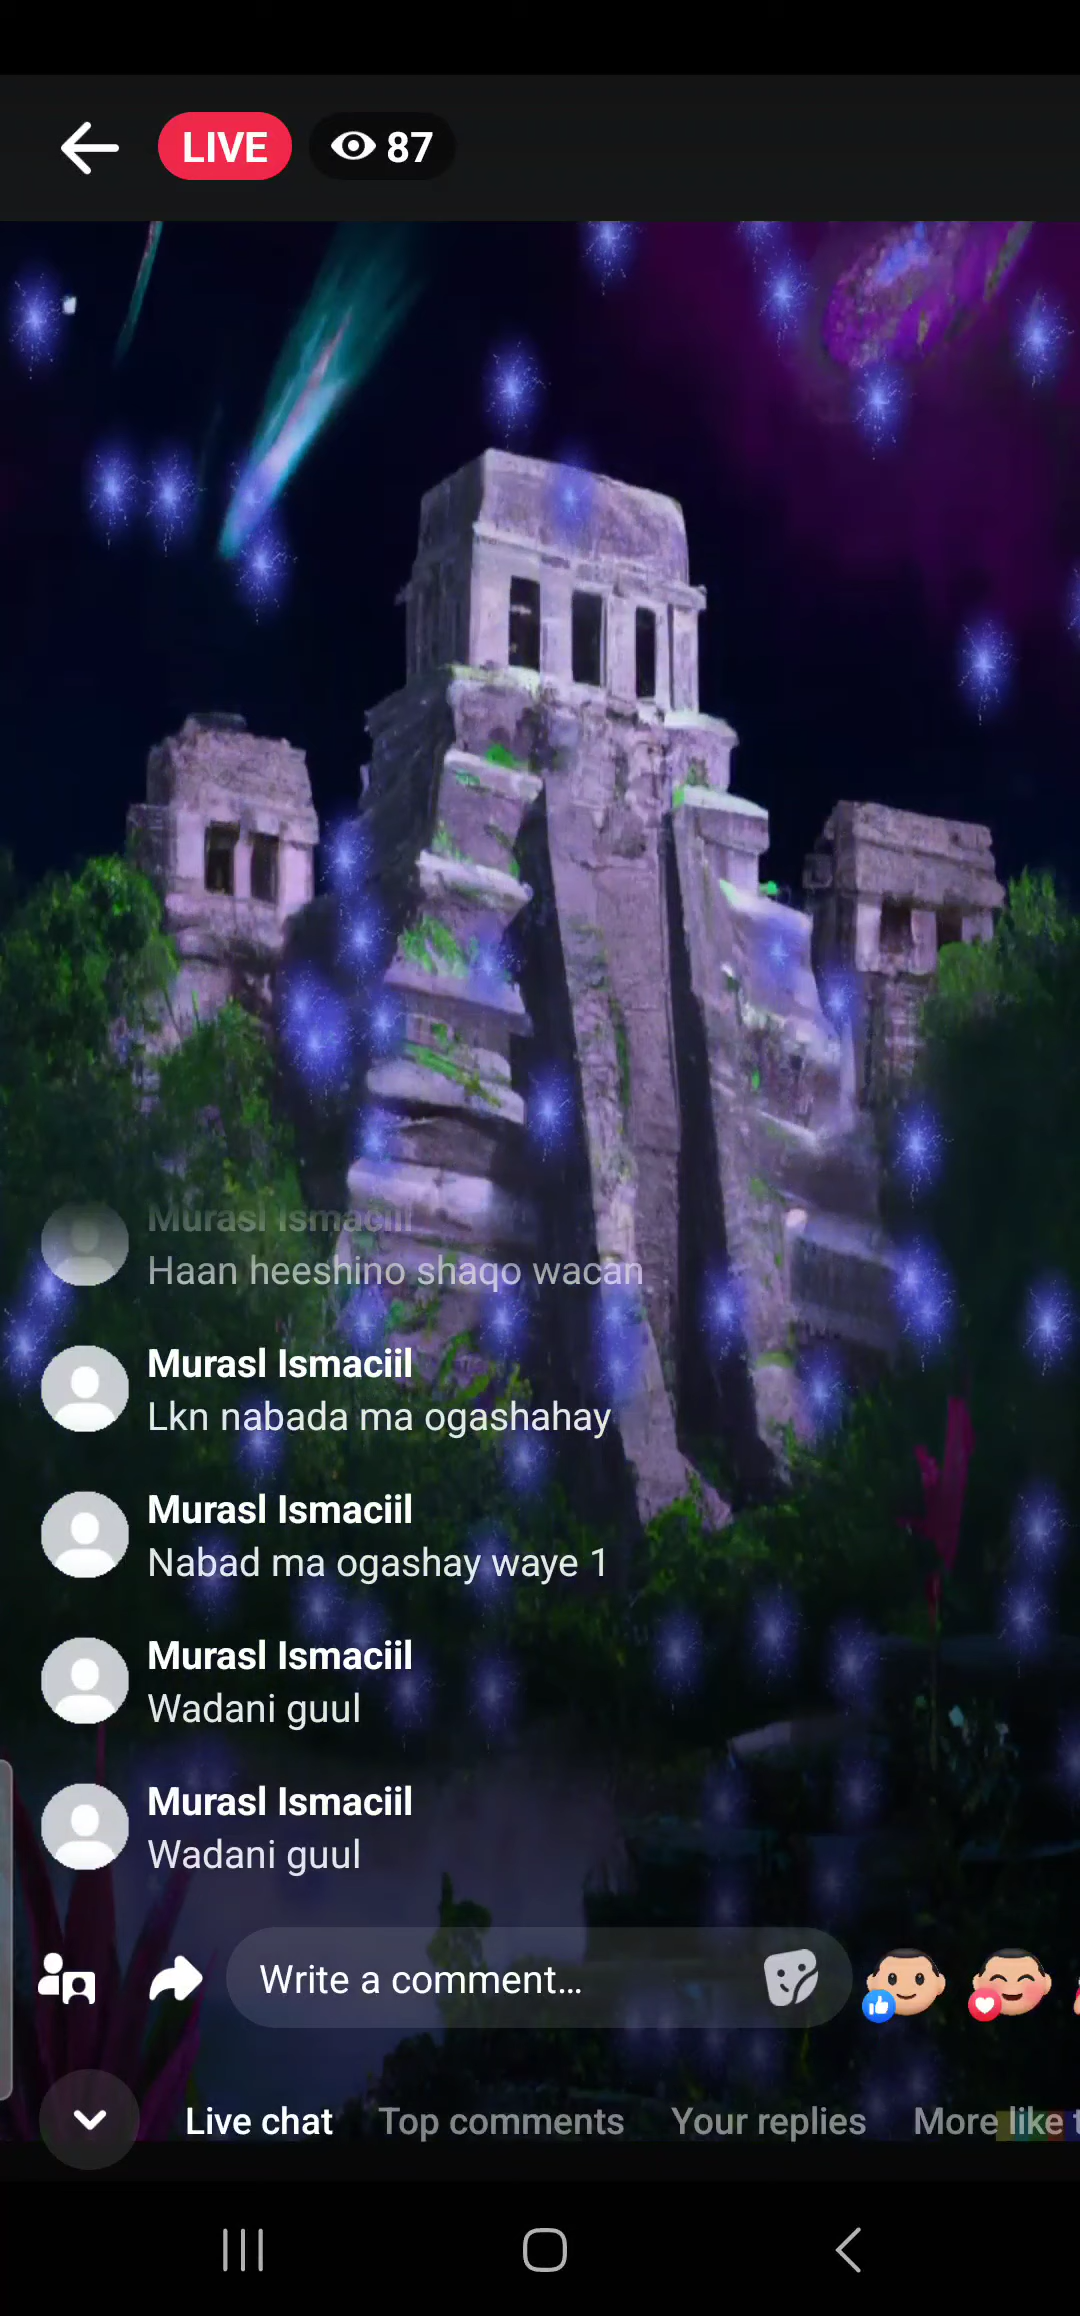 LIVE 87
Murasl Ismaciil
Haan heeshino shaqo wacan
Murasl Ismaciil
Lkn nabada ma ogashahay
Murasl Ismaciil
Nabad ma ogashay waye 1
Murasl Ismaciil
Wadani guul
Murasl Ismaciil
Wadani guul
Write a comment...
Live chat Top comments Your replies More like t